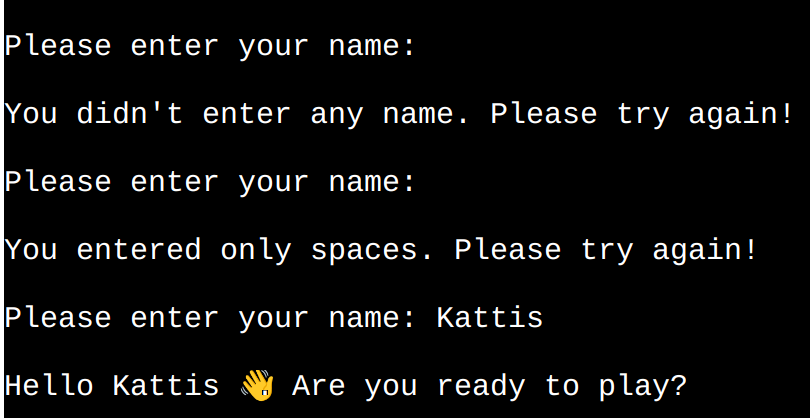 Please enter your name:
You didn't enter any name. Please try again!
Please enter your name:
You entered only spaces. Please try again!
Please enter your name: Kattis
Hello Kattis 👋 Are you ready to play?